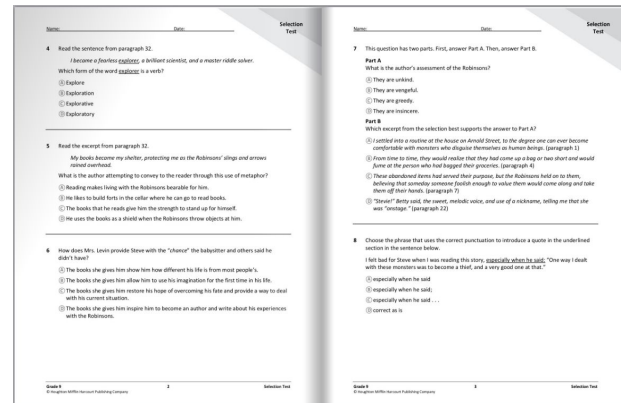 Name: Date: Selection
Test
4 Read the sentence from paragraph 32.
I become a fearless explorer, a brilliant scientist, and a master riddle solver.
Which form of the word explorer is a verb?
Ⓐ Explore
Ⓑ Exploration
Ⓒ Explorative
Ⓓ Exploratory
5 Read the excerpt from paragraph 32.
My books became my shelter, protecting me as the Robinsons' slings and arrows
rained overhead.
What is the author attempting to convey to the reader through this use of metaphor?
Ⓐ Reading makes living with the Robinsons bearable for him.
Ⓑ He likes to build forts in the cellar where he can go to read books.
Ⓒ The books that he reads give him the strength to stand up for himself.
Ⓓ He uses the books as a shield when the Robinsons throw objects at him.
6 How does Mrs. Levin provide Steve with the "chance" the babysitter and others said he
didn't have?
Ⓐ The books she gives him show him how different his life is from most people's.
Ⓑ The books she gives him allow him to use his imagination for the first time in his life.
Ⓒ The books she gives him restore his hope of overcoming his fate and provide a way to deal
with his current situation.
Ⓓ The books she gives him inspire him to become an author and write about his experiences
with the Robinsons.
Grade 9 2 Selection Test
© Houghton Mifflin Harcourt Publishing Company
Name: Date: Selection
Test
7 This question has two parts. First, answer Part A. Then, answer Part B.
Part A
What is the author's assessment of the Robinsons?
Ⓐ They are unkind.
Ⓑ They are vengeful.
Ⓒ They are greedy.
Ⓓ They are insincere.
Part B
Which excerpt from the selection best supports the answer to Part A?
Ⓐ I settled into a routine at the house on Arnold Street, to the degree one can ever become
comfortable with monsters who disguise themselves as human beings. (paragraph 1)
Ⓑ From time to time, they would realize that they had come up a bag or two short and would
fume at the person who had bagged their groceries. (paragraph 4)
Ⓒ These abandoned items had served their purpose, but the Robinsons held on to them,
believing that someday someone foolish enough to value them would come along and take
them off their hands. (paragraph 7)
Ⓓ "Stevie!" Betty said, the sweet, melodic voice, and use of a nickname, telling me that she
was "onstage." (paragraph 22)
8 Choose the phrase that uses the correct punctuation to introduce a quote in the underlined
section in the sentence below.
I felt bad for Steve when I was reading this story, especially when he said: "One way I dealt
with these monsters was to become a thief, and a very good one at that."
Ⓐ especially when he said
Ⓑ especially when he said;
Ⓒ especially when he said . . .
Ⓓ correct as is
Grade 9 3 Selection Test
© Houghton Mifflin Harcourt Publishing Company